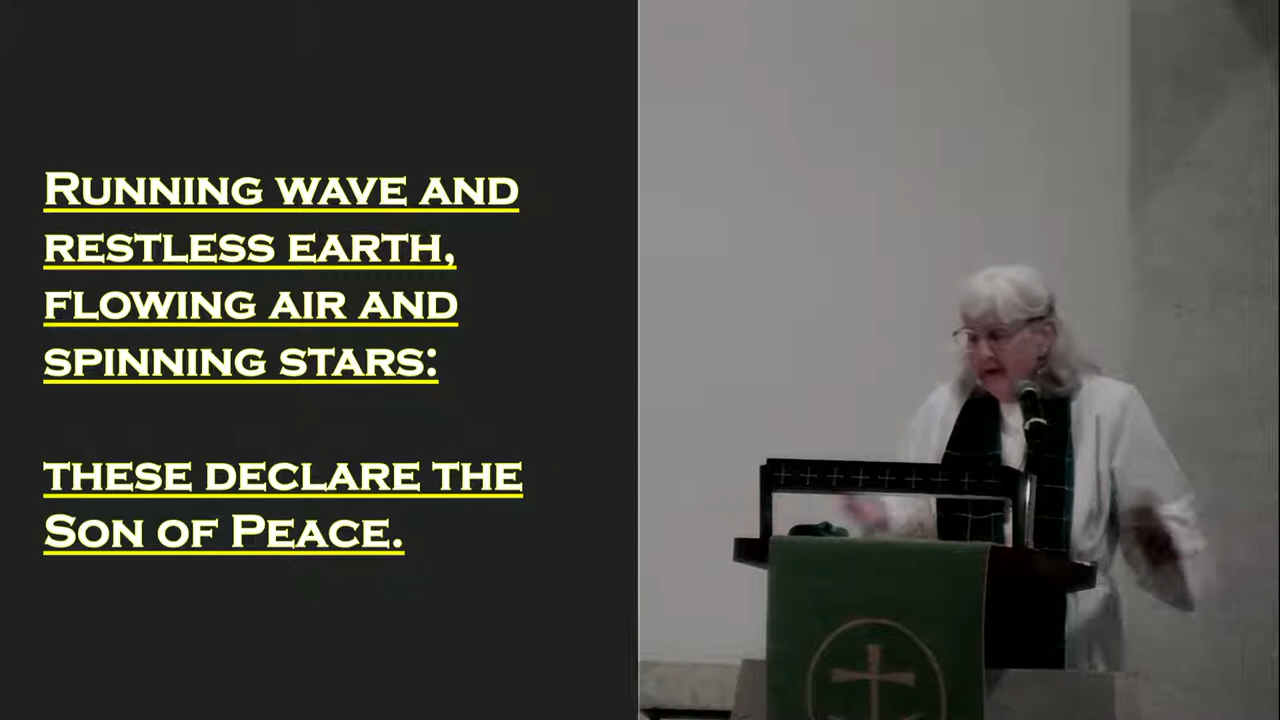 Running wave and
restless earth,
flowing air and
spinning stars:
these declare the
Son of Peace.